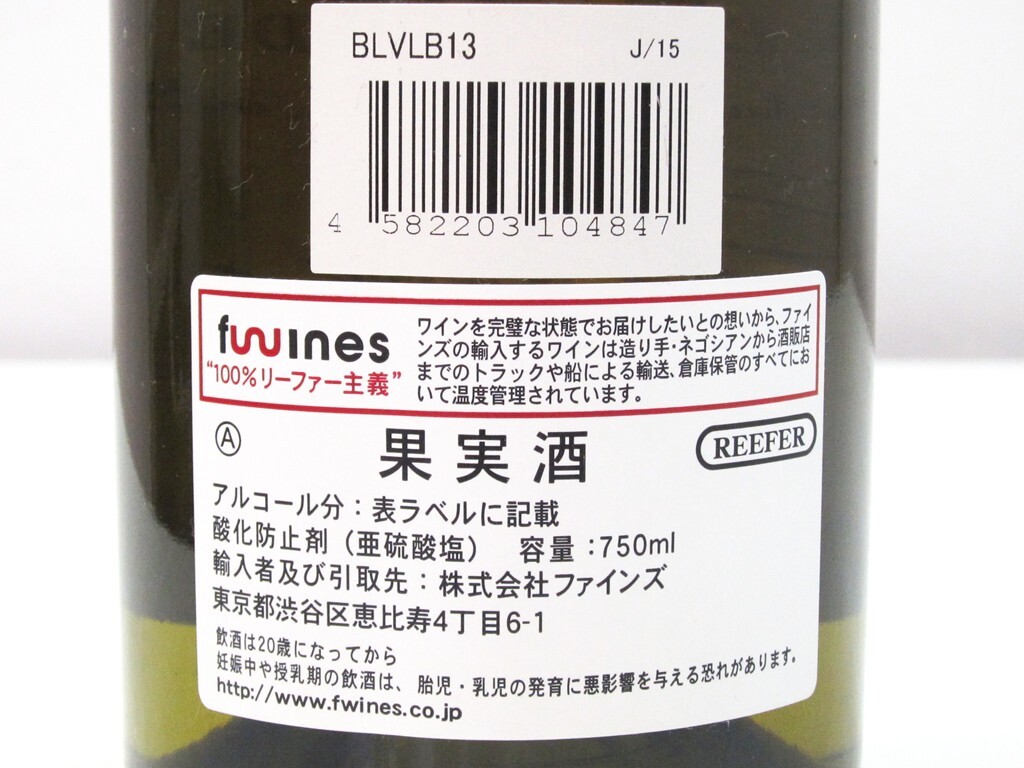 BLVLB13 J/15
4 582203 104847
fwines
"100%リーファー主義"
ワインを完璧な状態でお届けしたいとの想いから、ファイ
ンズの輸入するワインは造り手・ネゴシアンから酒販店
までのトラックや船による輸送、倉庫保管のすべてにお
いて温度管理されています。
Ⓐ 果実酒 REEFER
アルコール分：表ラベルに記載
酸化防止剤（亜硫酸塩） 容量：750ml
輸入者及び引取先：株式会社ファインズ
東京都渋谷区恵比寿4丁目6-1
飲酒は20歳になってから
妊娠中や授乳期の飲酒は、胎児・乳児の発育に悪影響を与える恐れがあります。
http://www.fwines.co.jp